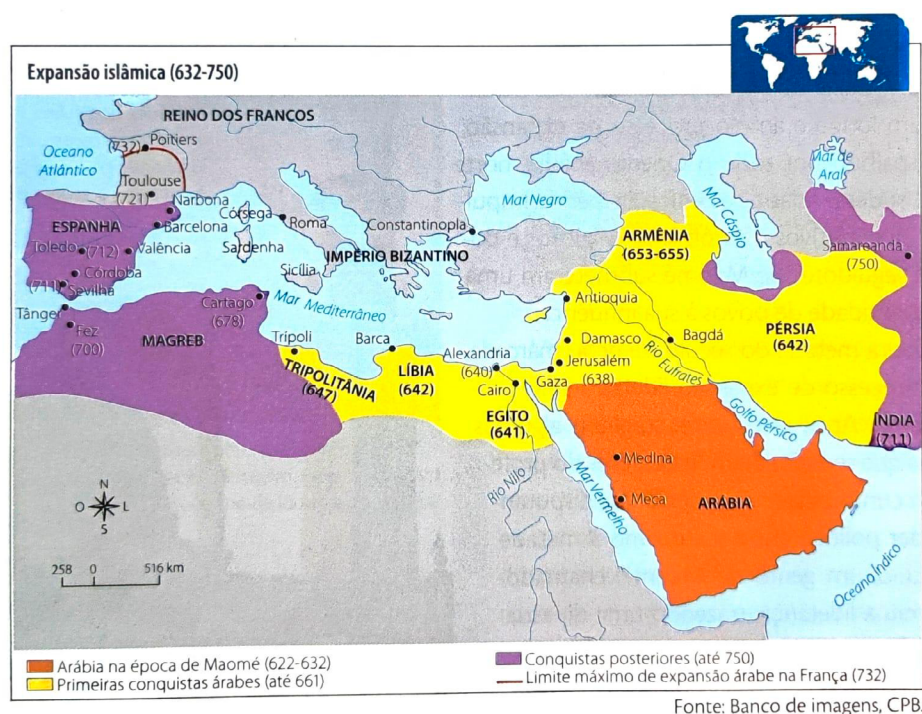 Expansão islâmica (632-750)
REINO DOS FRANCOS
(732) Poitiers
Oceano
Atlântico
Toulouse
(721)
Narbona
Barcelona
ESPANHA
Toledo
(712)
Valência
Córdoba
(711)
Sevilha
Tânger
Fez
(700)
MAGREB
Córsega
Roma
Sardenha
Sicília
Cartago
(678)
Mar Mediterrâneo
Constantinopla
IMPÉRIO BIZANTINO
Mar Negro
Mar Cáspio
Mar de
Aral
ARMÊNIA
(653-655)
Samarcanda
(750)
Antioquia
Damasco
Bagdá
PÉRSIA
(642)
Jerusalém
(638)
Rio Eufrates
Gaza
Trípoli
TRIPOLITÂNIA
(647)
Barca
LÍBIA
(642)
Alexandria
(640)
Cairo
EGITO
(641)
Rio Nilo
Mar Vermelho
Golfo Pérsico
ÍNDIA
(711)
Medina
Meca
ARÁBIA
Oceano Índico
N
O L
S
258 0 516 km
Arábia na época de Maomé (622-632)
Primeiras conquistas árabes (até 661)
Conquistas posteriores (até 750)
Limite máximo de expansão árabe na França (732)
Fonte: Banco de imagens, CPB